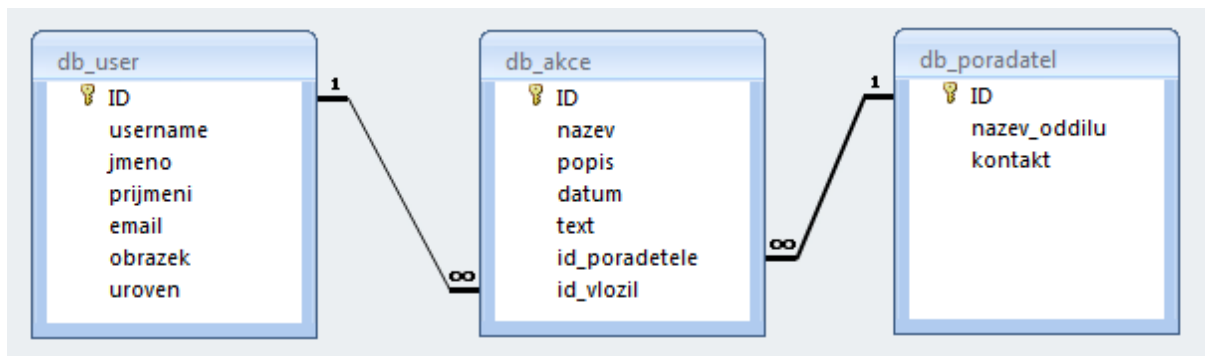 db_user
ID
username
jmeno
prijmeni
email
obrazek
uroven
1
∞
db_akce
ID
nazev
popis
datum
text
id_poradetele
id_vlozil
∞
1
db_poradatel
ID
nazev_oddilu
kontakt